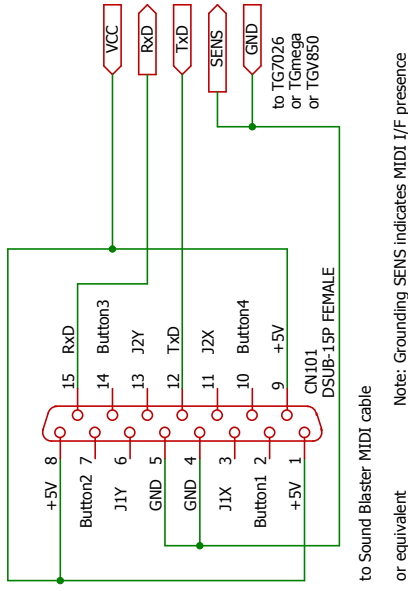 VCC
RxD
TxD
SENS
GND
to TG7026
or TGmega
or TGV850
15 RxD
14 Button3
13 J2Y
12 TxD
11 J2X
10 Button4
9 +5V
+5V 8
Button2 7
J1Y 6
GND 5
GND 4
J1X 3
Button1 2
+5V 1
CN101
DSUB-15P FEMALE
to Sound Blaster MIDI cable
or equivalent
Note: Grounding SENS indicates MIDI I/F presence